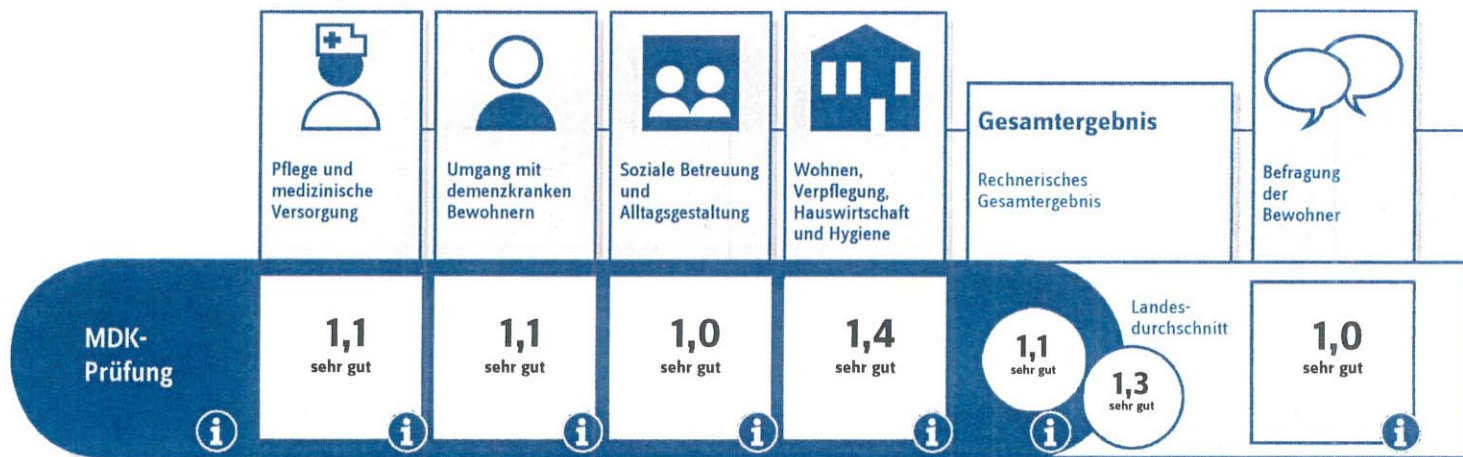 Pflege und
medizinische
Versorgung
Umgang mit
demenzkranken
Bewohnern
Soziale Betreuung
und
Alltagsgestaltung
Wohnen,
Verpflegung,
Hauswirtschaft
und Hygiene
Gesamtergebnis
Rechnerisches
Gesamtergebnis
Befragung
der
Bewohner
MDK-
Prüfung
i
1,1
sehr gut
i
1,1
sehr gut
i
1,0
sehr gut
i
1,4
sehr gut
i
1,1
sehr gut
i
Landes-
durchschnitt
1,3
sehr gut
1,0
sehr gut
i